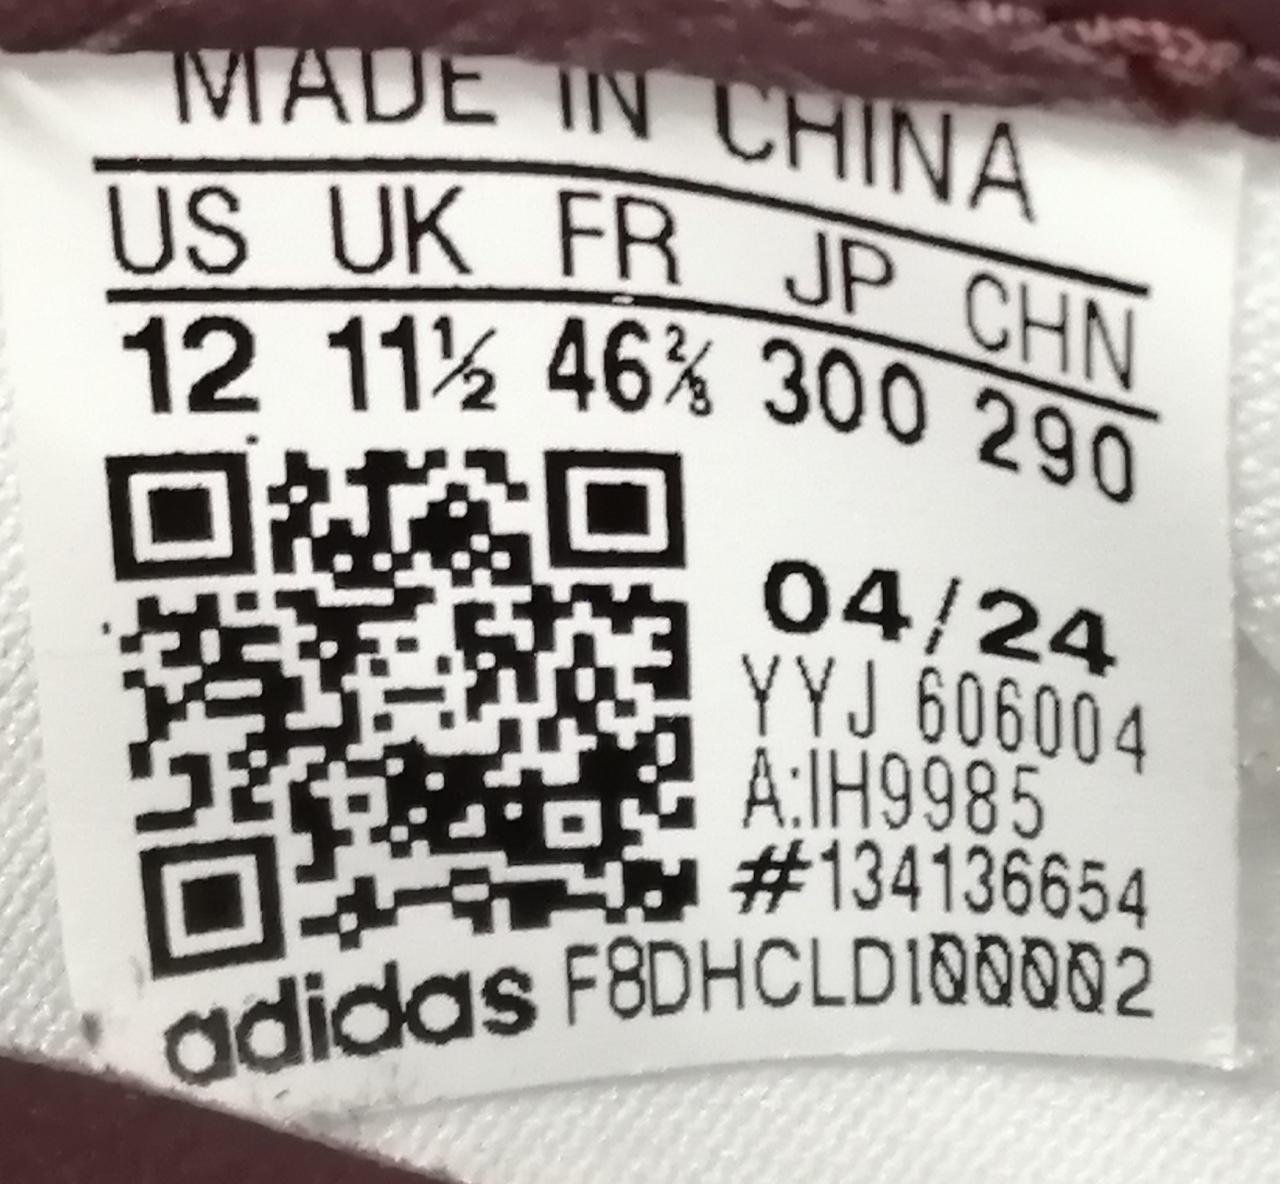 MADE IN CHINA
US UK FR JP CHN
12 11½ 46⅔ 300 290
04/24
YYJ 606004
A:IH9985
#134136654
adidas F8DHCLD100002